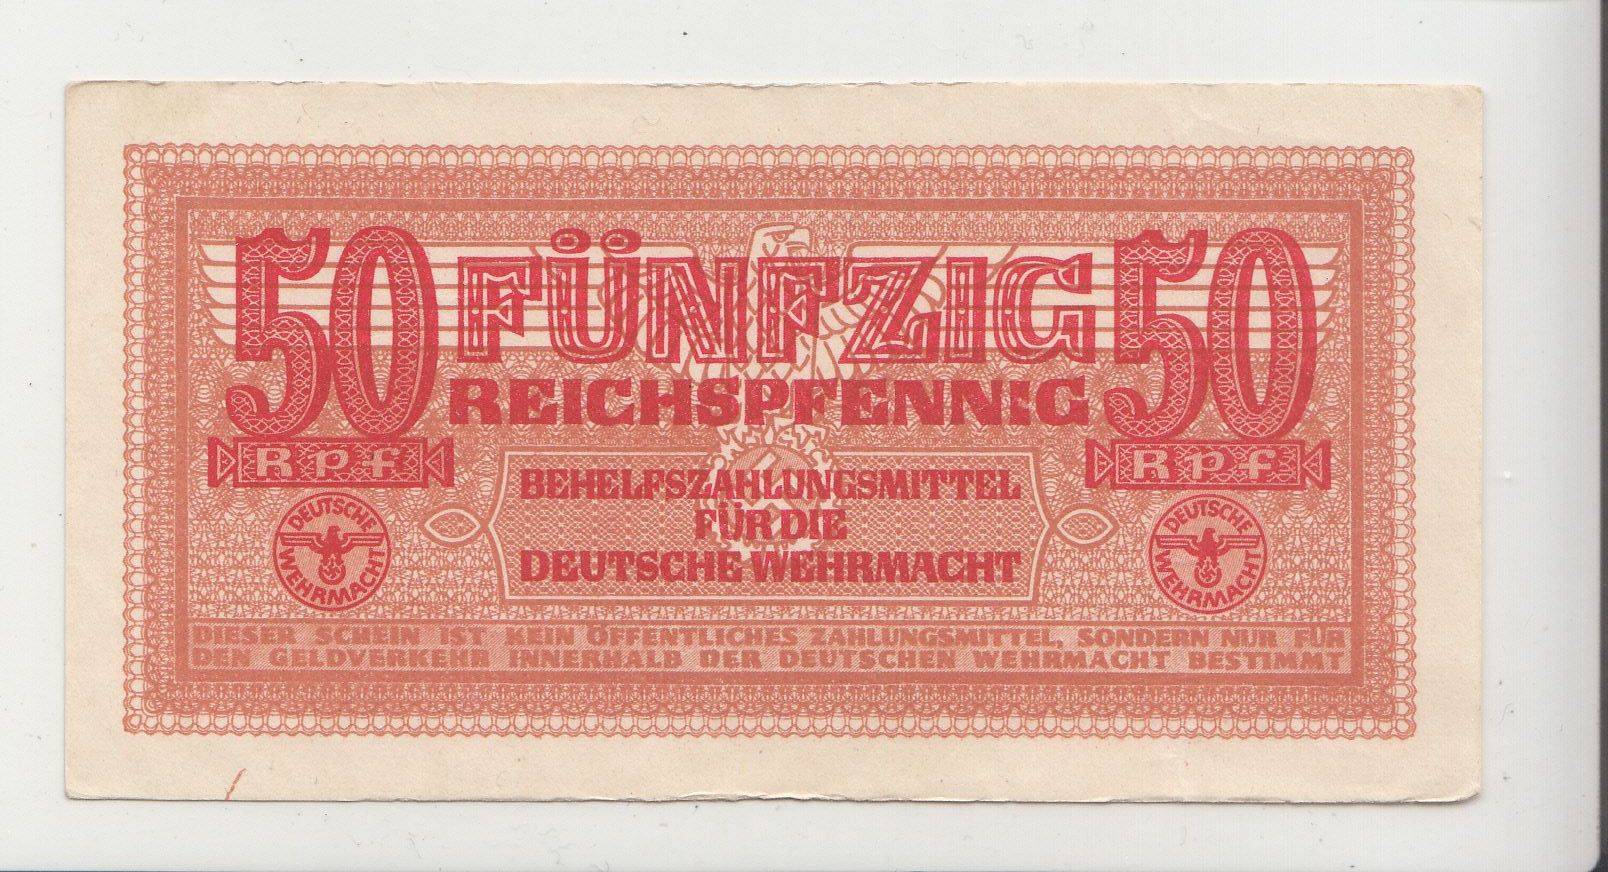 50 FÜNFZIG 50
REICHSPFENNIG
RPf RPf
BEHELFSZAHLUNGSMITTEL
FÜR DIE
DEUTSCHE WEHRMACHT
DEUTSCHE WEHRMACHT
DEUTSCHE WEHRMACHT
DIESER SCHEIN IST KEIN ÖFFENTLICHES ZAHLUNGSMITTEL, SONDERN NUR FÜR
DEN GELDVERKEHR INNERHALB DER DEUTSCHEN WEHRMACHT BESTIMMT